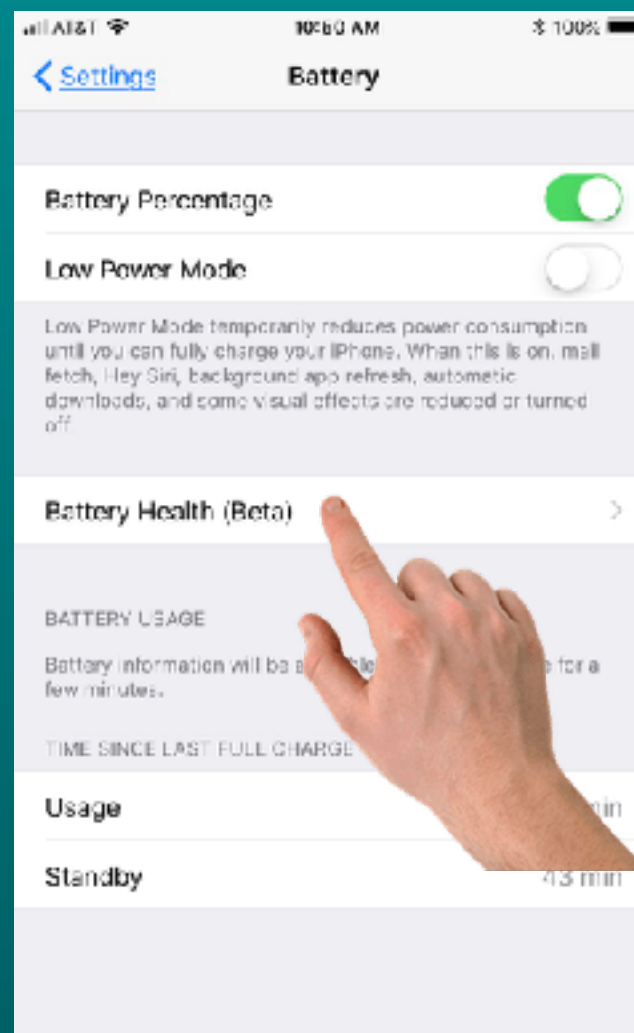 AT&T
AM
100%
Settings
Battery
Battery Percentage
Low Power Mode
Low Power Mode temporarily reduces power consumption
until you can fully charge your iPhone. When this is on, mail
fetch, Hey Siri, background app refresh, automatic
downloads, and some visual effects are reduced or turned
off
Battery Health (Beta)
BATTERY USAGE
Battery information will be for a
few minutes.
TIME SINCE LAST FULL CHARGE
Usage
Standby
43 min